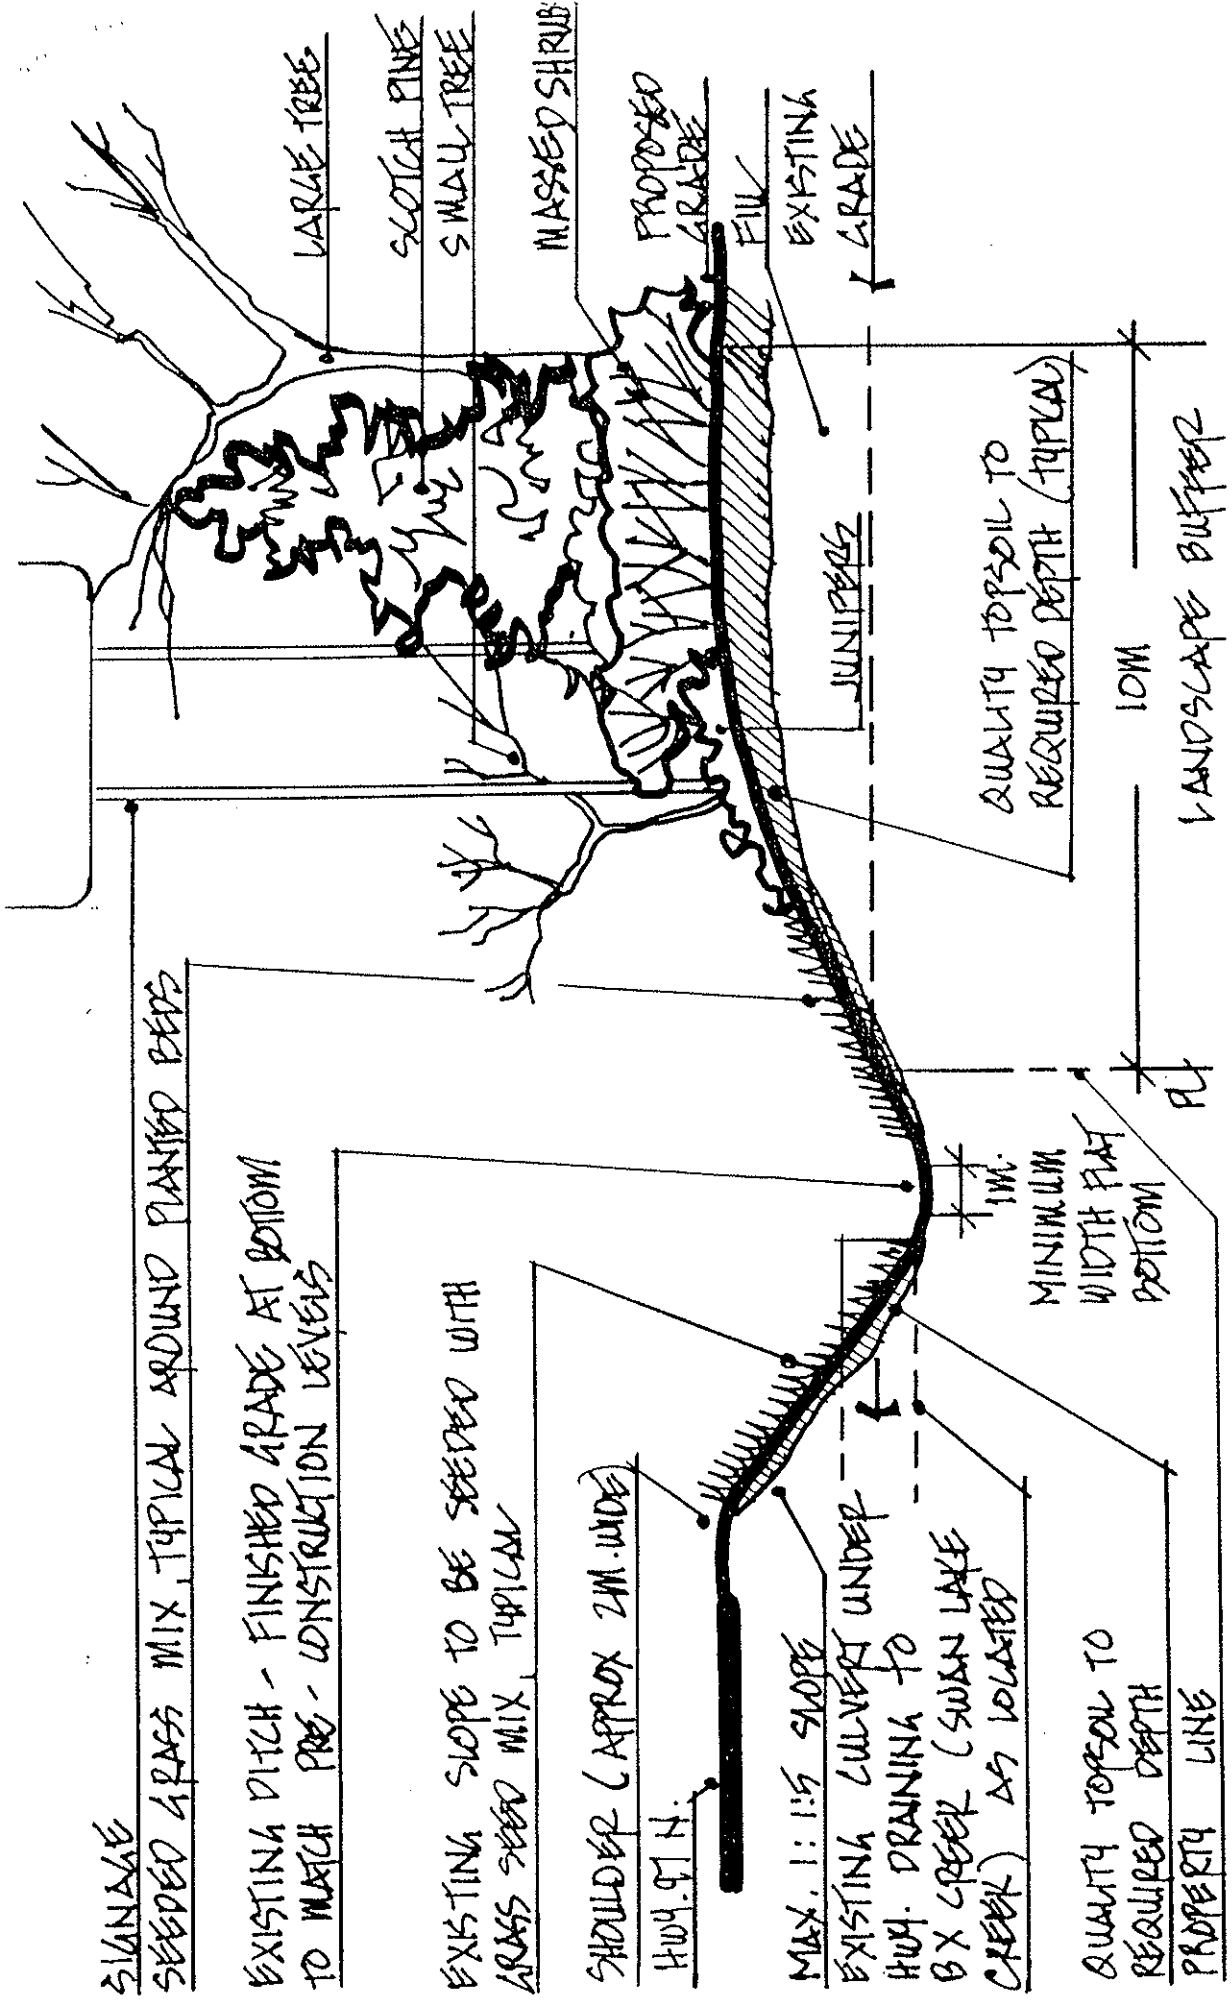 SIGNAGE
SEEDED GRASS MIX, TYPICAL AROUND PLANTED BEDS
EXISTING DITCH - FINISHED GRADE AT BOTTOM
TO MATCH PRE-CONSTRUCTION LEVELS
EXISTING SLOPE TO BE SEEDED WITH
GRASS SEED MIX, TYPICAL
SHOULDER (APPROX 2M. WIDE)
HWY. 97 N.
MAX. 1:1.5 SLOPE
EXISTING CULVERT UNDER
HWY. DRAINING TO
BX CREEK (SWAN LAKE
CREEK) AS LOCATED
QUALITY TOPSOIL TO
REQUIRED DEPTH
PROPERTY LINE
1M.
MINIMUM
WIDTH FLAT
BOTTOM
PL
LARGE TREE
SCOTCH PINE
SMALL TREE
MASSED SHRUB
PROPOSED
GRADE
FILL
EXISTING
GRADE
JUNIPERS
QUALITY TOPSOIL TO
REQUIRED DEPTH (TYPICAL)
10M
LANDSCAPE BUFFER